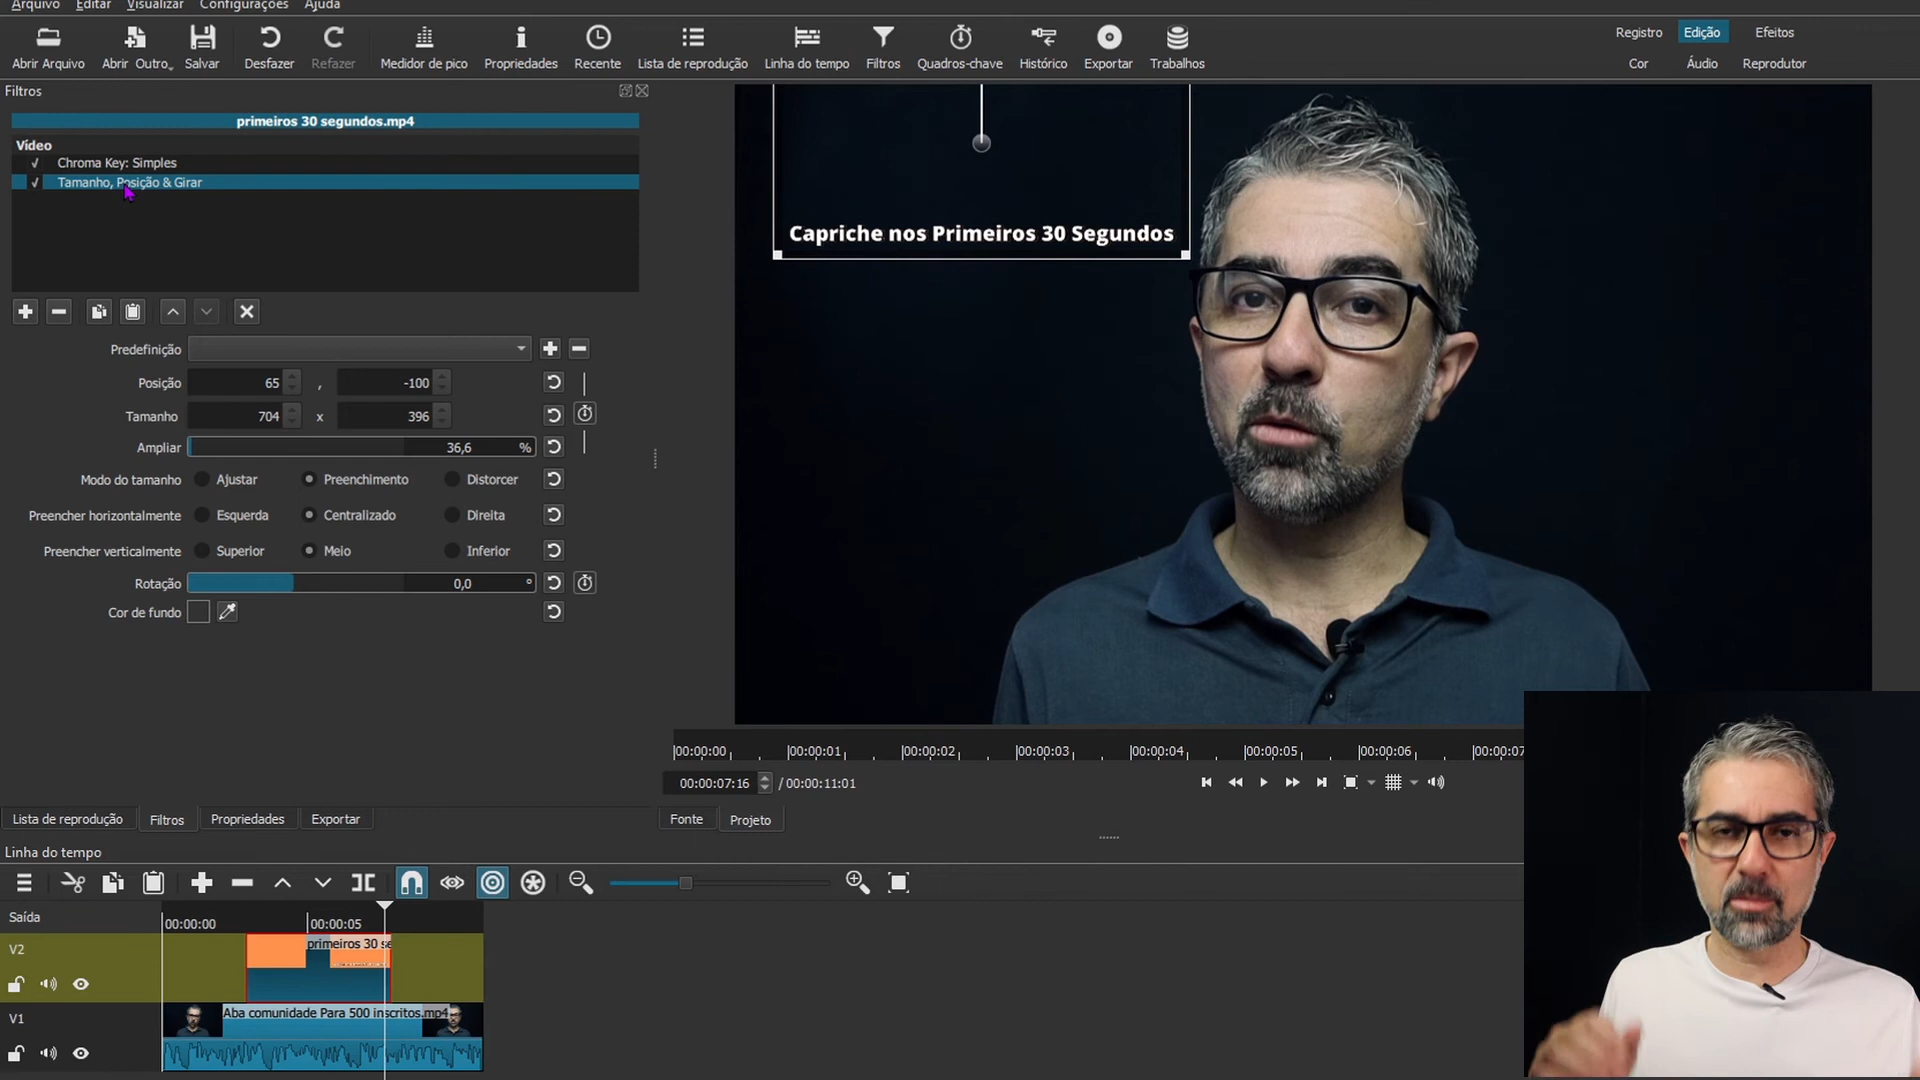 Arquivo Editar Visualizar Configurações Ajuda
Abrir Arquivo Abrir Outro Salvar Desfazer Refazer Medidor de pico Propriedades Recente Lista de reprodução Linha do tempo Filtros Quadros-chave Histórico Exportar Trabalhos
Registro Edição Efeitos
Cor Áudio Reprodutor
Filtros
primeiros 30 segundos.mp4
Vídeo
Chroma Key: Simples
Tamanho, Posição & Girar
Predefinição
Posição 65 , -100
Tamanho 704 x 396
Ampliar 36,6 %
Modo do tamanho Ajustar Preenchimento Distorcer
Preencher horizontalmente Esquerda Centralizado Direita
Preencher verticalmente Superior Meio Inferior
Rotação 0,0 °
Cor de fundo
Capriche nos Primeiros 30 Segundos
00:00:00 00:00:01 00:00:02 00:00:03 00:00:04 00:00:05 00:00:06 00:00:07
00:00:07:16 / 00:00:11:01
Lista de reprodução Filtros Propriedades Exportar
Fonte Projeto
Linha do tempo
Saída
00:00:00 00:00:05
V2
primeiros 30 se
V1
Aba comunidade Para 500 inscritos.mp4